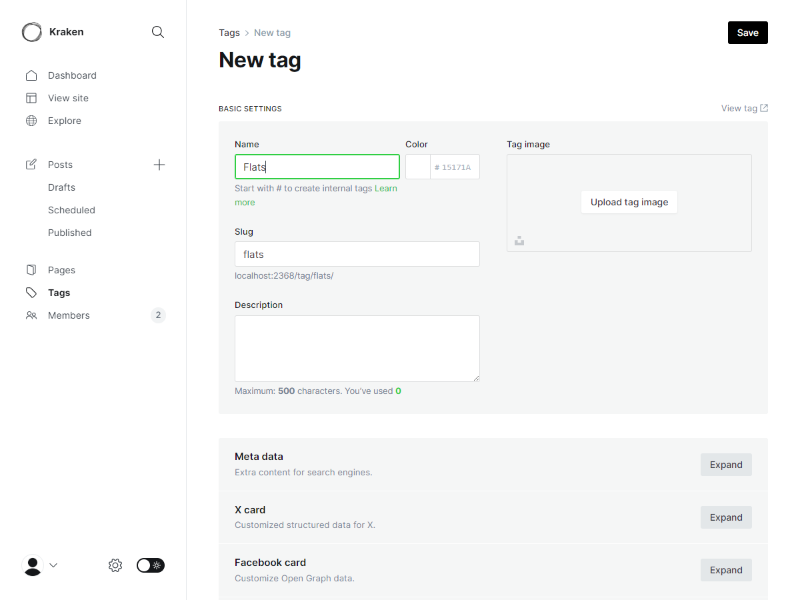 Kraken
Dashboard
View site
Explore
Posts
Drafts
Scheduled
Published
Pages
Tags
Members
2
Tags > New tag
Save
New tag
BASIC SETTINGS
View tag
Name
Flats
Start with # to create internal tags Learn
more
Color
# 15171A
Slug
flats
localhost:2368/tag/flats/
Description
Maximum: 500 characters. You've used 0
Tag image
Upload tag image
Meta data
Extra content for search engines.
Expand
X card
Customized structured data for X.
Expand
Facebook card
Customize Open Graph data.
Expand